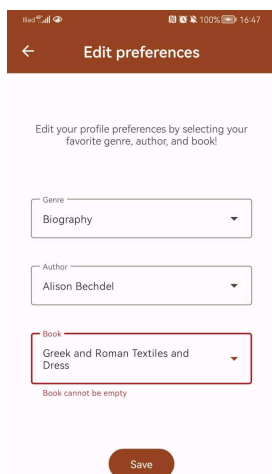 Iliad
100% 16:47
Edit preferences
Edit your profile preferences by selecting your
favorite genre, author, and book!
Genre
Biography
Author
Alison Bechdel
Book
Greek and Roman Textiles and
Dress
Book cannot be empty
Save